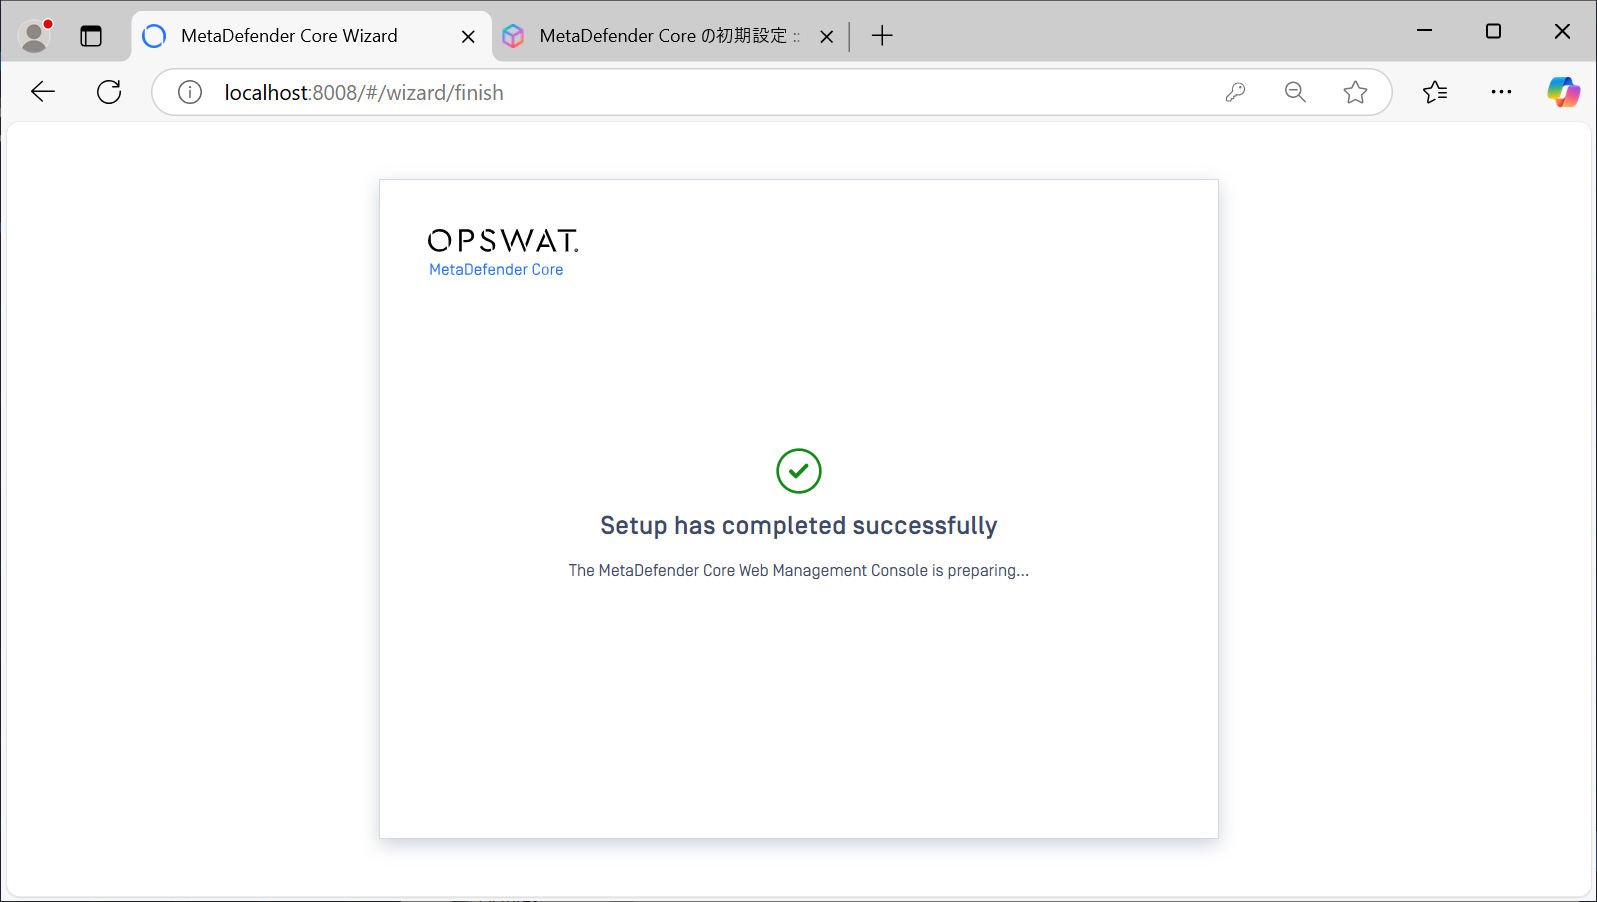 MetaDefender Core Wizard
MetaDefender Core の初期設定 ::
localhost:8008/#/wizard/finish
OPSWAT.
MetaDefender Core
Setup has completed successfully
The MetaDefender Core Web Management Console is preparing...